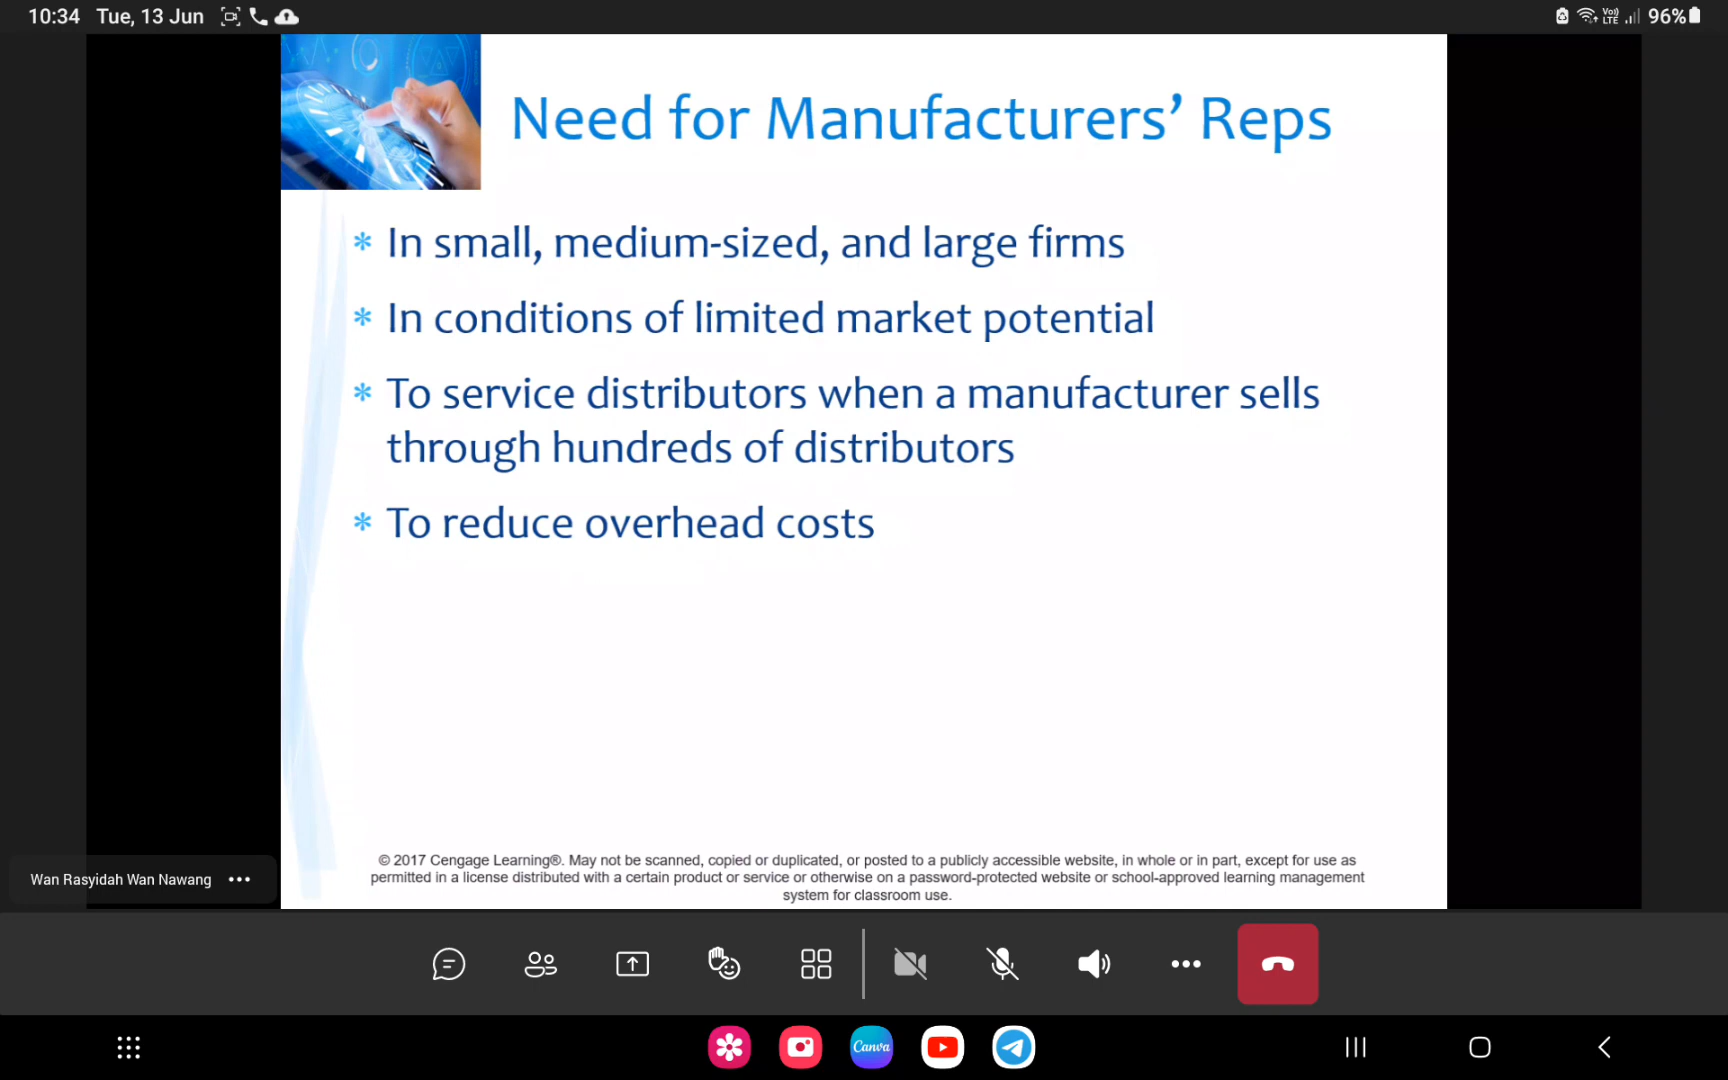 10:34 Tue, 13 Jun
Vo)) LTE 96%
Need for Manufacturers’ Reps
* In small, medium-sized, and large firms
* In conditions of limited market potential
* To service distributors when a manufacturer sells
through hundreds of distributors
* To reduce overhead costs
© 2017 Cengage Learning®. May not be scanned, copied or duplicated, or posted to a publicly accessible website, in whole or in part, except for use as
permitted in a license distributed with a certain product or service or otherwise on a password-protected website or school-approved learning management
system for classroom use.
Wan Rasyidah Wan Nawang
Canva